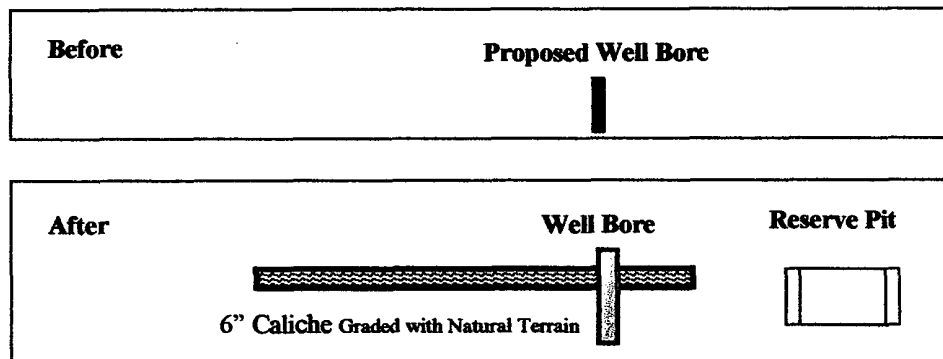 Before
Proposed Well Bore
After
Well Bore
Reserve Pit
6” Caliche Graded with Natural Terrain